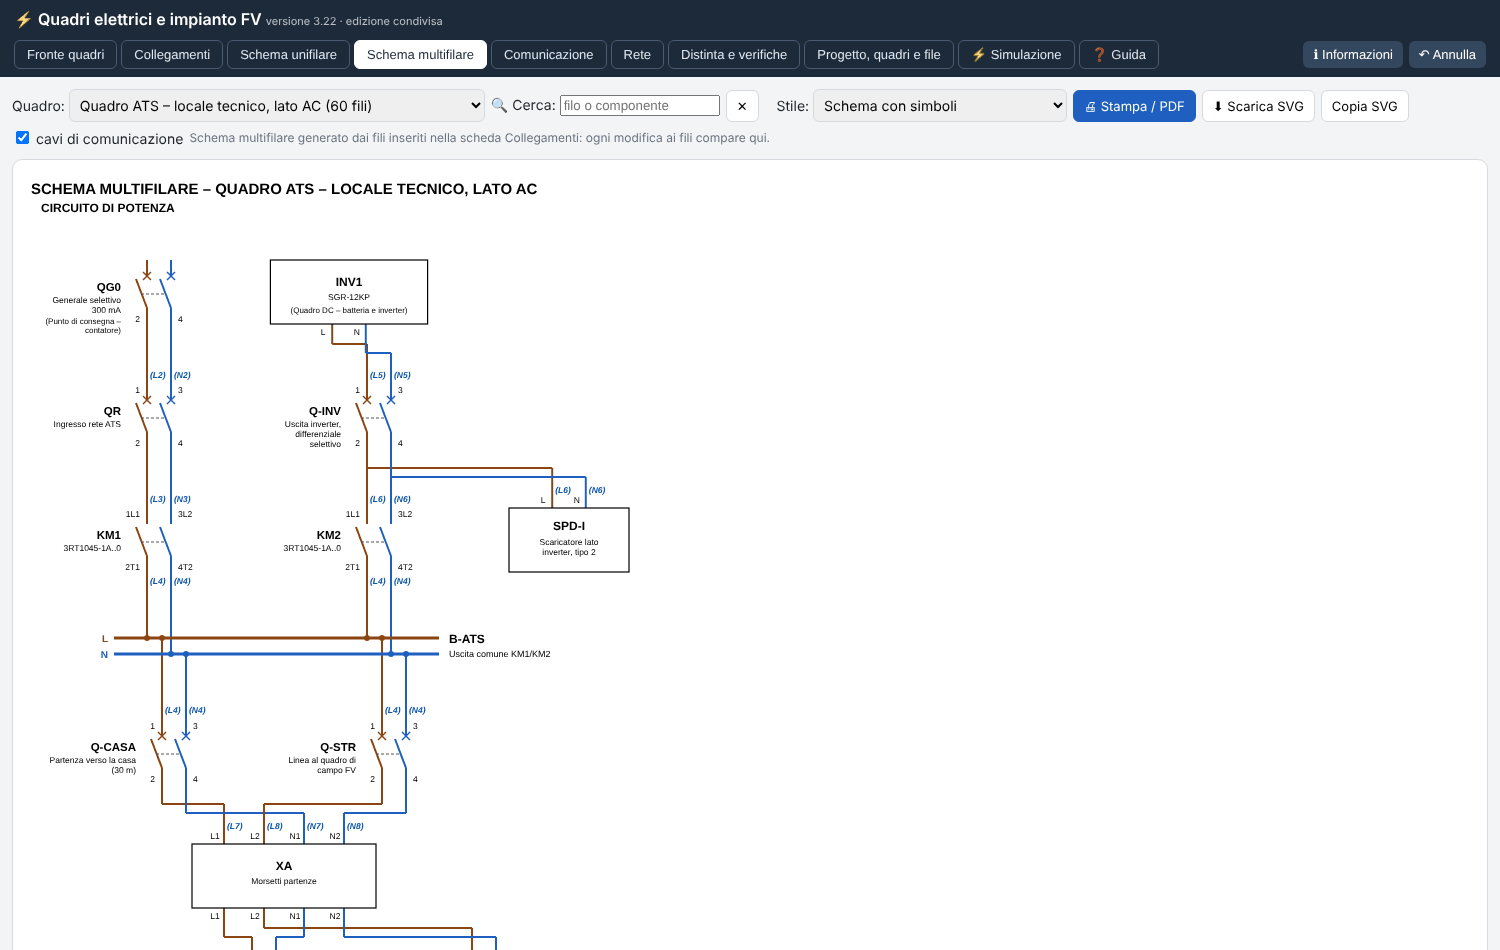 ⚡ Quadri elettrici e impianto FV versione 3.22 · edizione condivisa
Fronte quadri Collegamenti Schema unifilare Schema multifilare Comunicazione Rete Distinta e verifiche Progetto, quadri e file ⚡ Simulazione ❓ Guida ℹ Informazioni ↶ Annulla
Quadro: Quadro ATS – locale tecnico, lato AC (60 fili) 🔍 Cerca: filo o componente × Stile: Schema con simboli 🖨 Stampa / PDF ⬇ Scarica SVG Copia SVG
cavi di comunicazione Schema multifilare generato dai fili inseriti nella scheda Collegamenti: ogni modifica ai fili compare qui.
SCHEMA MULTIFILARE – QUADRO ATS – LOCALE TECNICO, LATO AC
CIRCUITO DI POTENZA
QG0
Generale selettivo
300 mA
(Punto di consegna –
contatore)
2 4
INV1
SGR-12KP
(Quadro DC – batteria e inverter)
L N
(L2) (N2)
(L5) (N5)
1 3
1 3
QR
Ingresso rete ATS
2 4
Q-INV
Uscita inverter,
differenziale
selettivo
2 4
(L3) (N3)
(L6) (N6)
(L6) (N6)
L N
1L1 3L2
1L1 3L2
KM1
3RT1045-1A..0
2T1 4T2
(L4) (N4)
KM2
3RT1045-1A..0
2T1 4T2
(L4) (N4)
SPD-I
Scaricatore lato
inverter, tipo 2
L
N
B-ATS
Uscita comune KM1/KM2
(L4) (N4)
(L4) (N4)
1 3
1 3
Q-CASA
Partenza verso la casa
(30 m)
2 4
Q-STR
Linea al quadro di
campo FV
2 4
(L7) (L8) (N7) (N8)
L1 L2 N1 N2
XA
Morsetti partenze
L1 L2 N1 N2